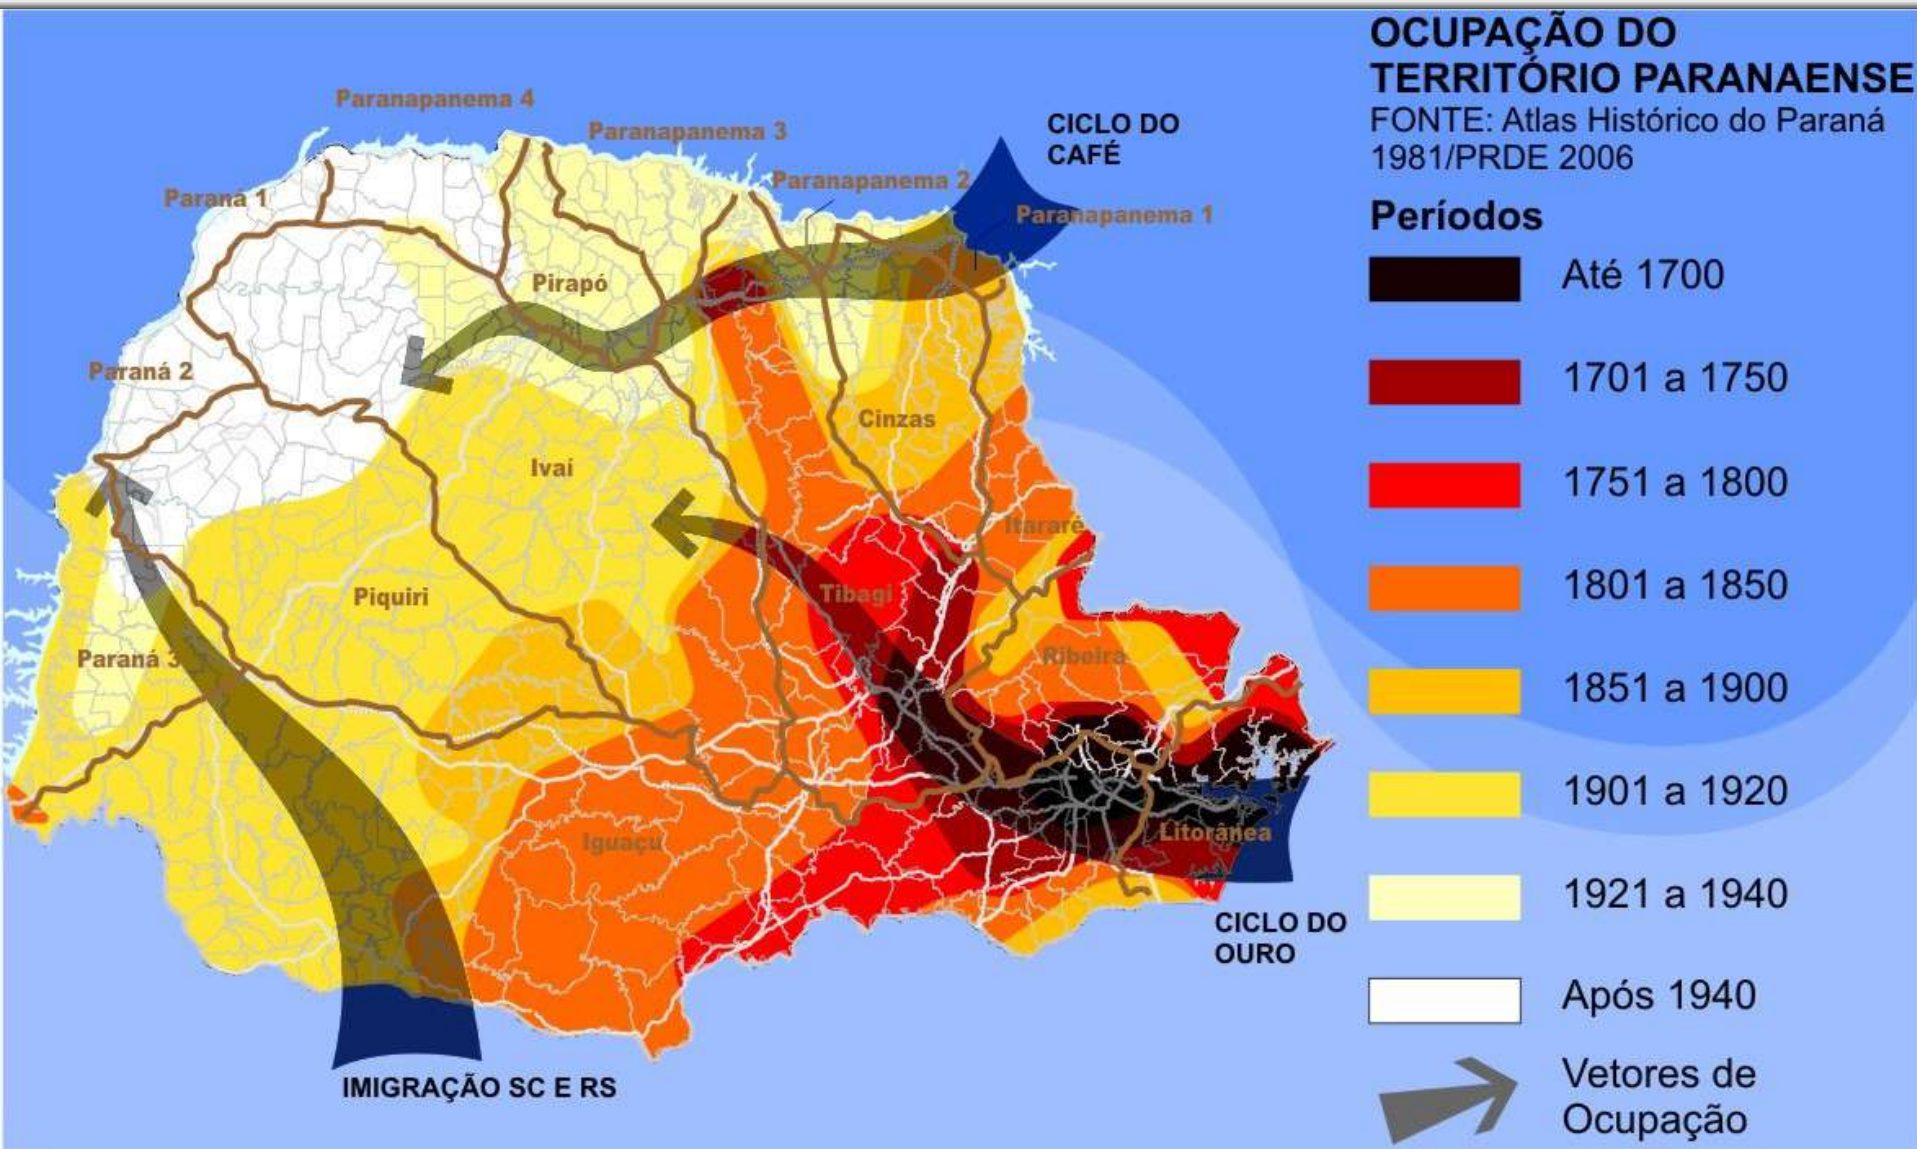 OCUPAÇÃO DO
TERRITÓRIO PARANAENSE
FONTE: Atlas Histórico do Paraná
1981/PRDE 2006
Períodos
Até 1700
1701 a 1750
1751 a 1800
1801 a 1850
1851 a 1900
1901 a 1920
1921 a 1940
Após 1940
Vetores de
Ocupação
Paranapanema 4
Paranapanema 3
CICLO DO
CAFÉ
Paranapanema 2
Paraná 1
Paranapanema 1
Pirapó
Paraná 2
Cinzas
Ivaí
Itararé
Piquiri
Tibagi
Paraná 3
Ribeira
Iguaçu
Litorânea
CICLO DO
OURO
IMIGRAÇÃO SC E RS